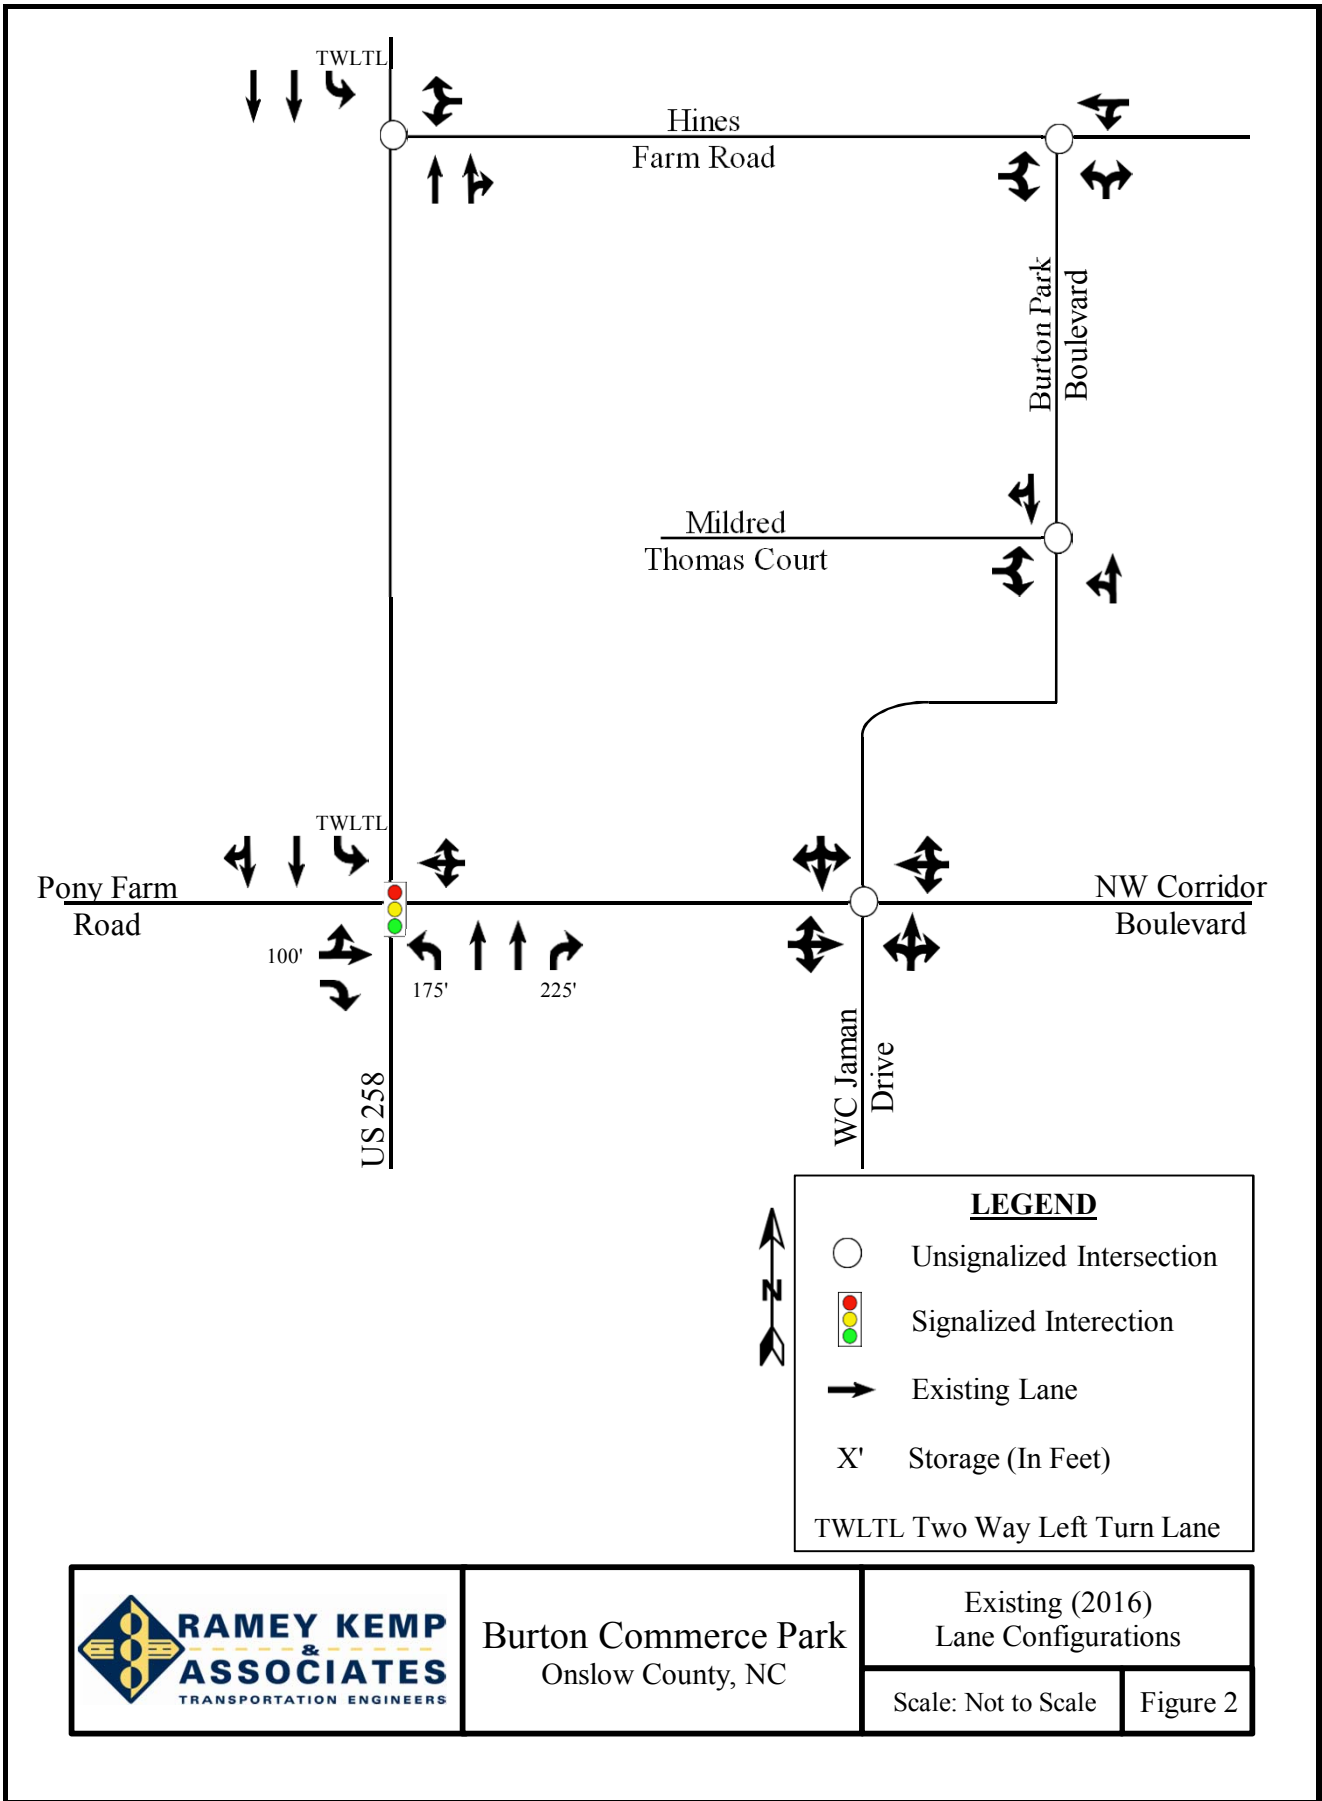 TWLTL
Hines
Farm Road
Burton Park
Boulevard
Mildred
Thomas Court
TWLTL
Pony Farm
Road
NW Corridor
Boulevard
100'
175'
225'
US 258
WC Jaman
Drive
N
LEGEND
Unsignalized Intersection
Signalized Interection
Existing Lane
X' Storage (In Feet)
TWLTL Two Way Left Turn Lane
RAMEY KEMP
&
ASSOCIATES
TRANSPORTATION ENGINEERS
Burton Commerce Park
Onslow County, NC
Existing (2016)
Lane Configurations
Scale: Not to Scale
Figure 2